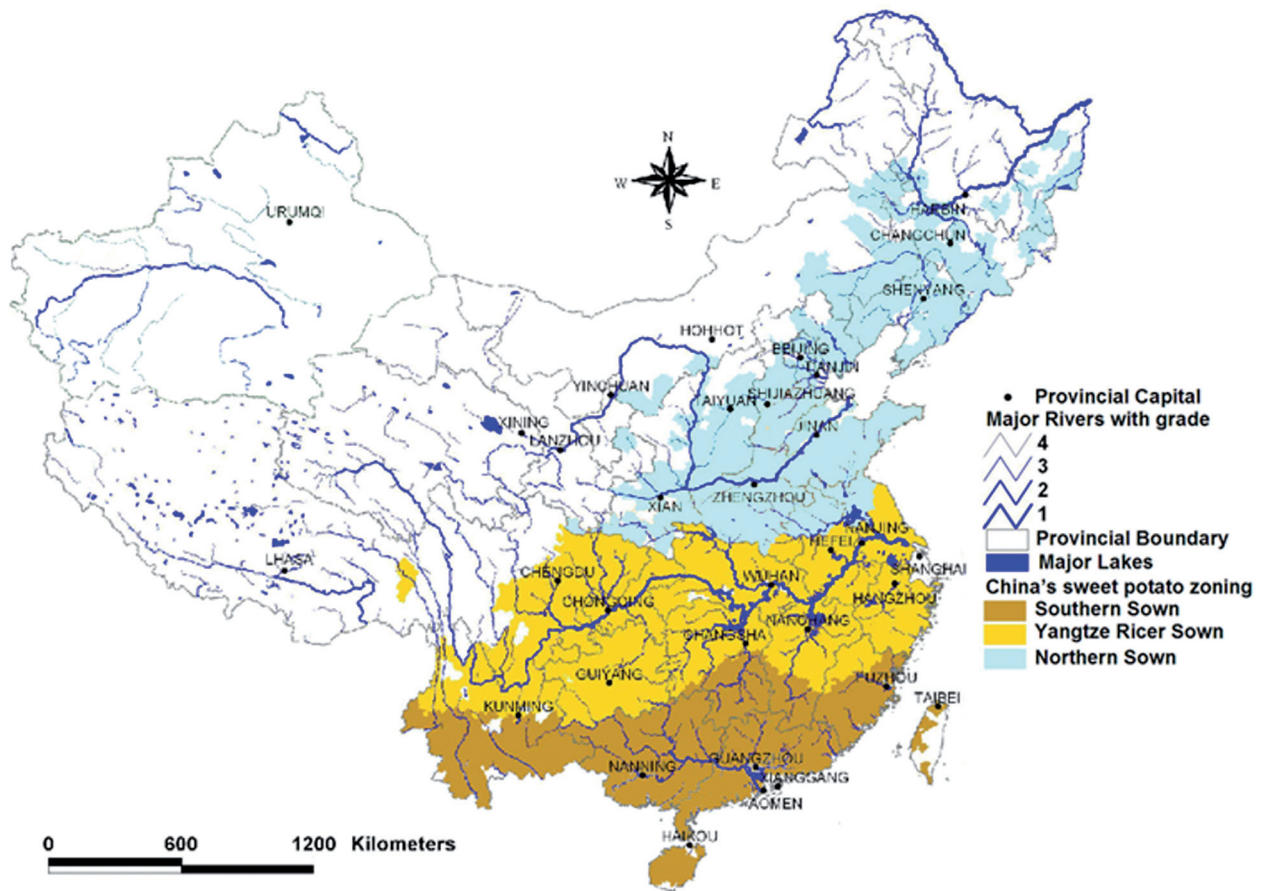 N
W E
S
URUMQI
HARBIN
CHANGCHUN
SHENYANG
HOHHOT
BEIJING
TIANJIN
YINCHUAN
SHIJIAZHUANG
TAIYUAN
XINING
JINAN
LANZHOU
ZHENGZHOU
XIAN
NANJING
HEFEI
SHANGHAI
LHASA
CHENGDU
WUHAN
HANGZHOU
CHONGQING
NANCHANG
CHANGSHA
GUIYANG
FUZHOU
TAIBEI
KUNMING
GUANGZHOU
NANNING
XIANGGANG
AOMEN
HAIKOU
Provincial Capital
Major Rivers with grade
4
3
2
1
Provincial Boundary
Major Lakes
China's sweet potato zoning
Southern Sown
Yangtze Ricer Sown
Northern Sown
0 600 1200 Kilometers